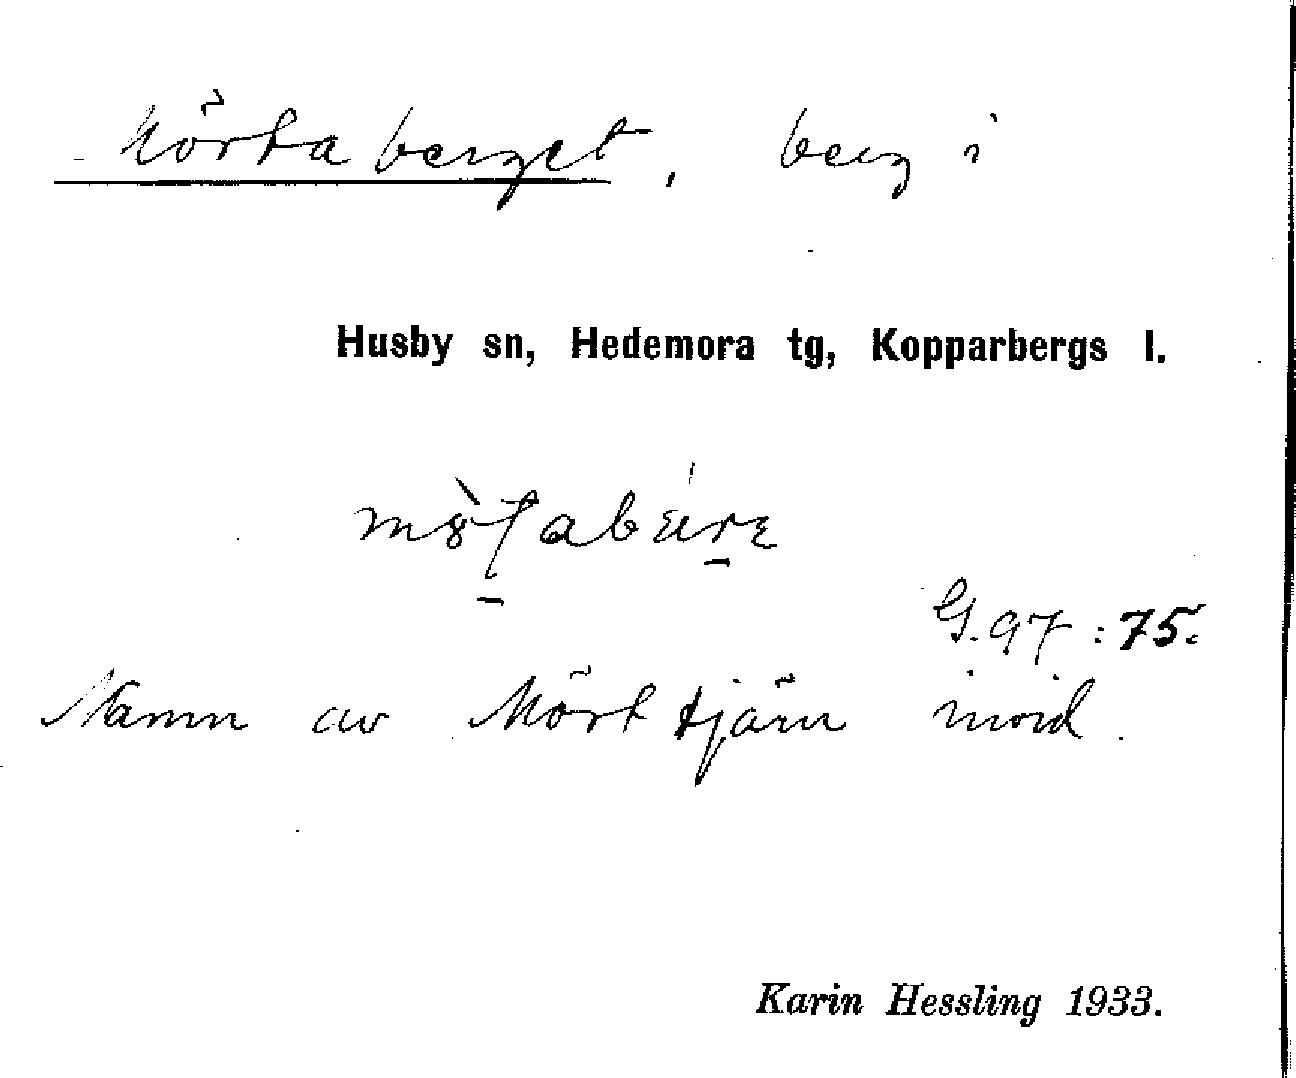 Mörtaberget, berg i
Husby sn, Hedemora tg, Kopparbergs l.
G. 97 : 75.
Namn av Mörttjärn invid.
Karin Hessling 1933.